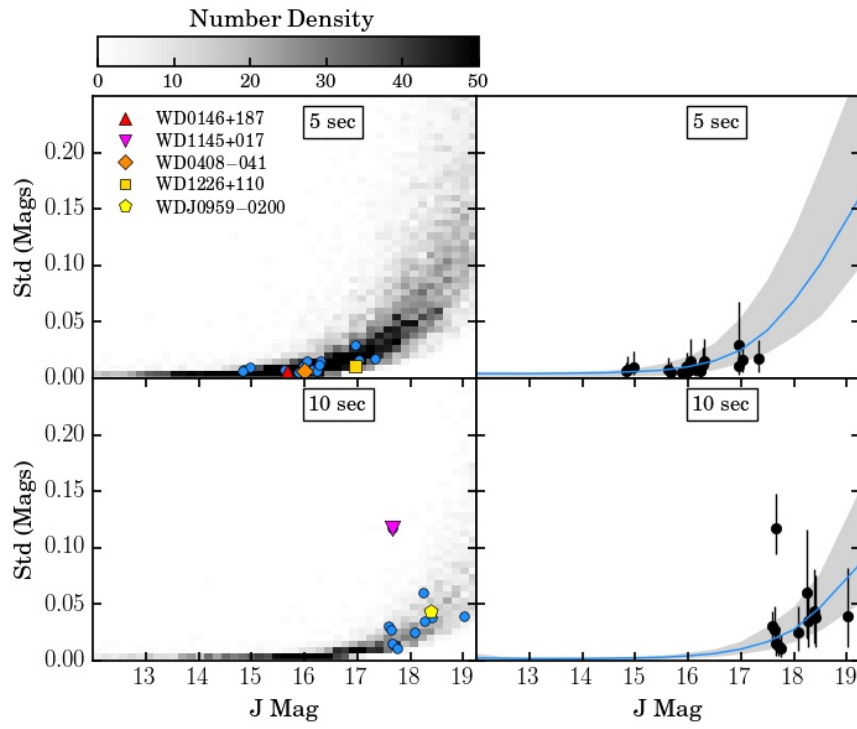 Number Density
0 10 20 30 40 50
WD0146+187
WD1145+017
WD0408−041
WD1226+110
WDJ0959−0200
5 sec
5 sec
Std (Mags)
0.20
0.15
0.10
0.05
0.00
10 sec
10 sec
Std (Mags)
0.20
0.15
0.10
0.05
0.00
13 14 15 16 17 18 19
13 14 15 16 17 18 19
J Mag
J Mag